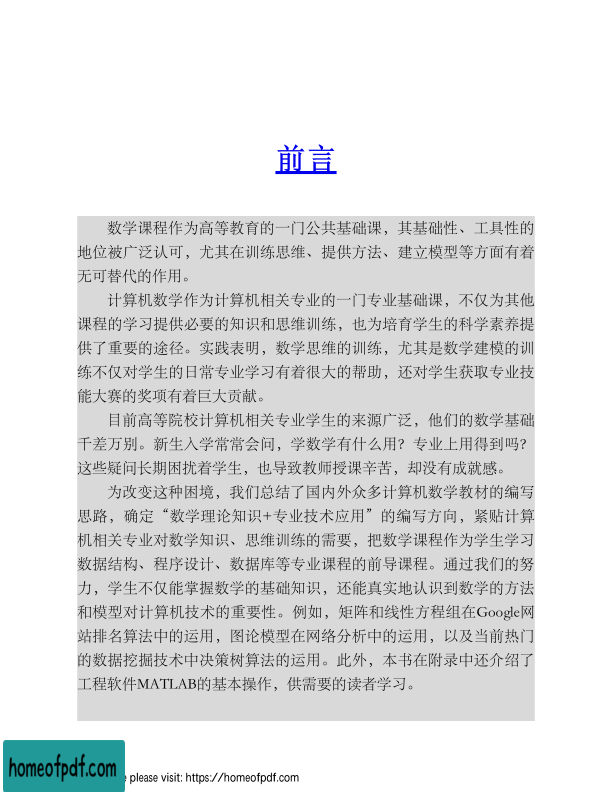 前言
数学课程作为高等教育的一门公共基础课，其基础性、工具性的
地位被广泛认可，尤其在训练思维、提供方法、建立模型等方面有着
无可替代的作用。
计算机数学作为计算机相关专业的一门专业基础课，不仅为其他
课程的学习提供必要的知识和思维训练，也为培育学生的科学素养提
供了重要的途径。实践表明，数学思维的训练，尤其是数学建模的训
练不仅对学生的日常专业学习有着很大的帮助，还对学生获取专业技
能大赛的奖项有着巨大贡献。
目前高等院校计算机相关专业学生的来源广泛，他们的数学基础
千差万别。新生入学常常会问，学数学有什么用？专业上用得到吗？
这些疑问长期困扰着学生，也导致教师授课辛苦，却没有成就感。
为改变这种困境，我们总结了国内外众多计算机数学教材的编写
思路，确定“数学理论知识+专业技术应用”的编写方向，紧贴计算
机相关专业对数学知识、思维训练的需要，把数学课程作为学生学习
数据结构、程序设计、数据库等专业课程的前导课程。通过我们的努
力，学生不仅能掌握数学的基础知识，还能真实地认识到数学的方法
和模型对计算机技术的重要性。例如，矩阵和线性方程组在Google网
站排名算法中的运用，图论模型在网络分析中的运用，以及当前热门
的数据挖掘技术中决策树算法的运用。此外，本书在附录中还介绍了
工程软件MATLAB的基本操作，供需要的读者学习。
homeofpdf.com
e please visit: https://homeofpdf.com